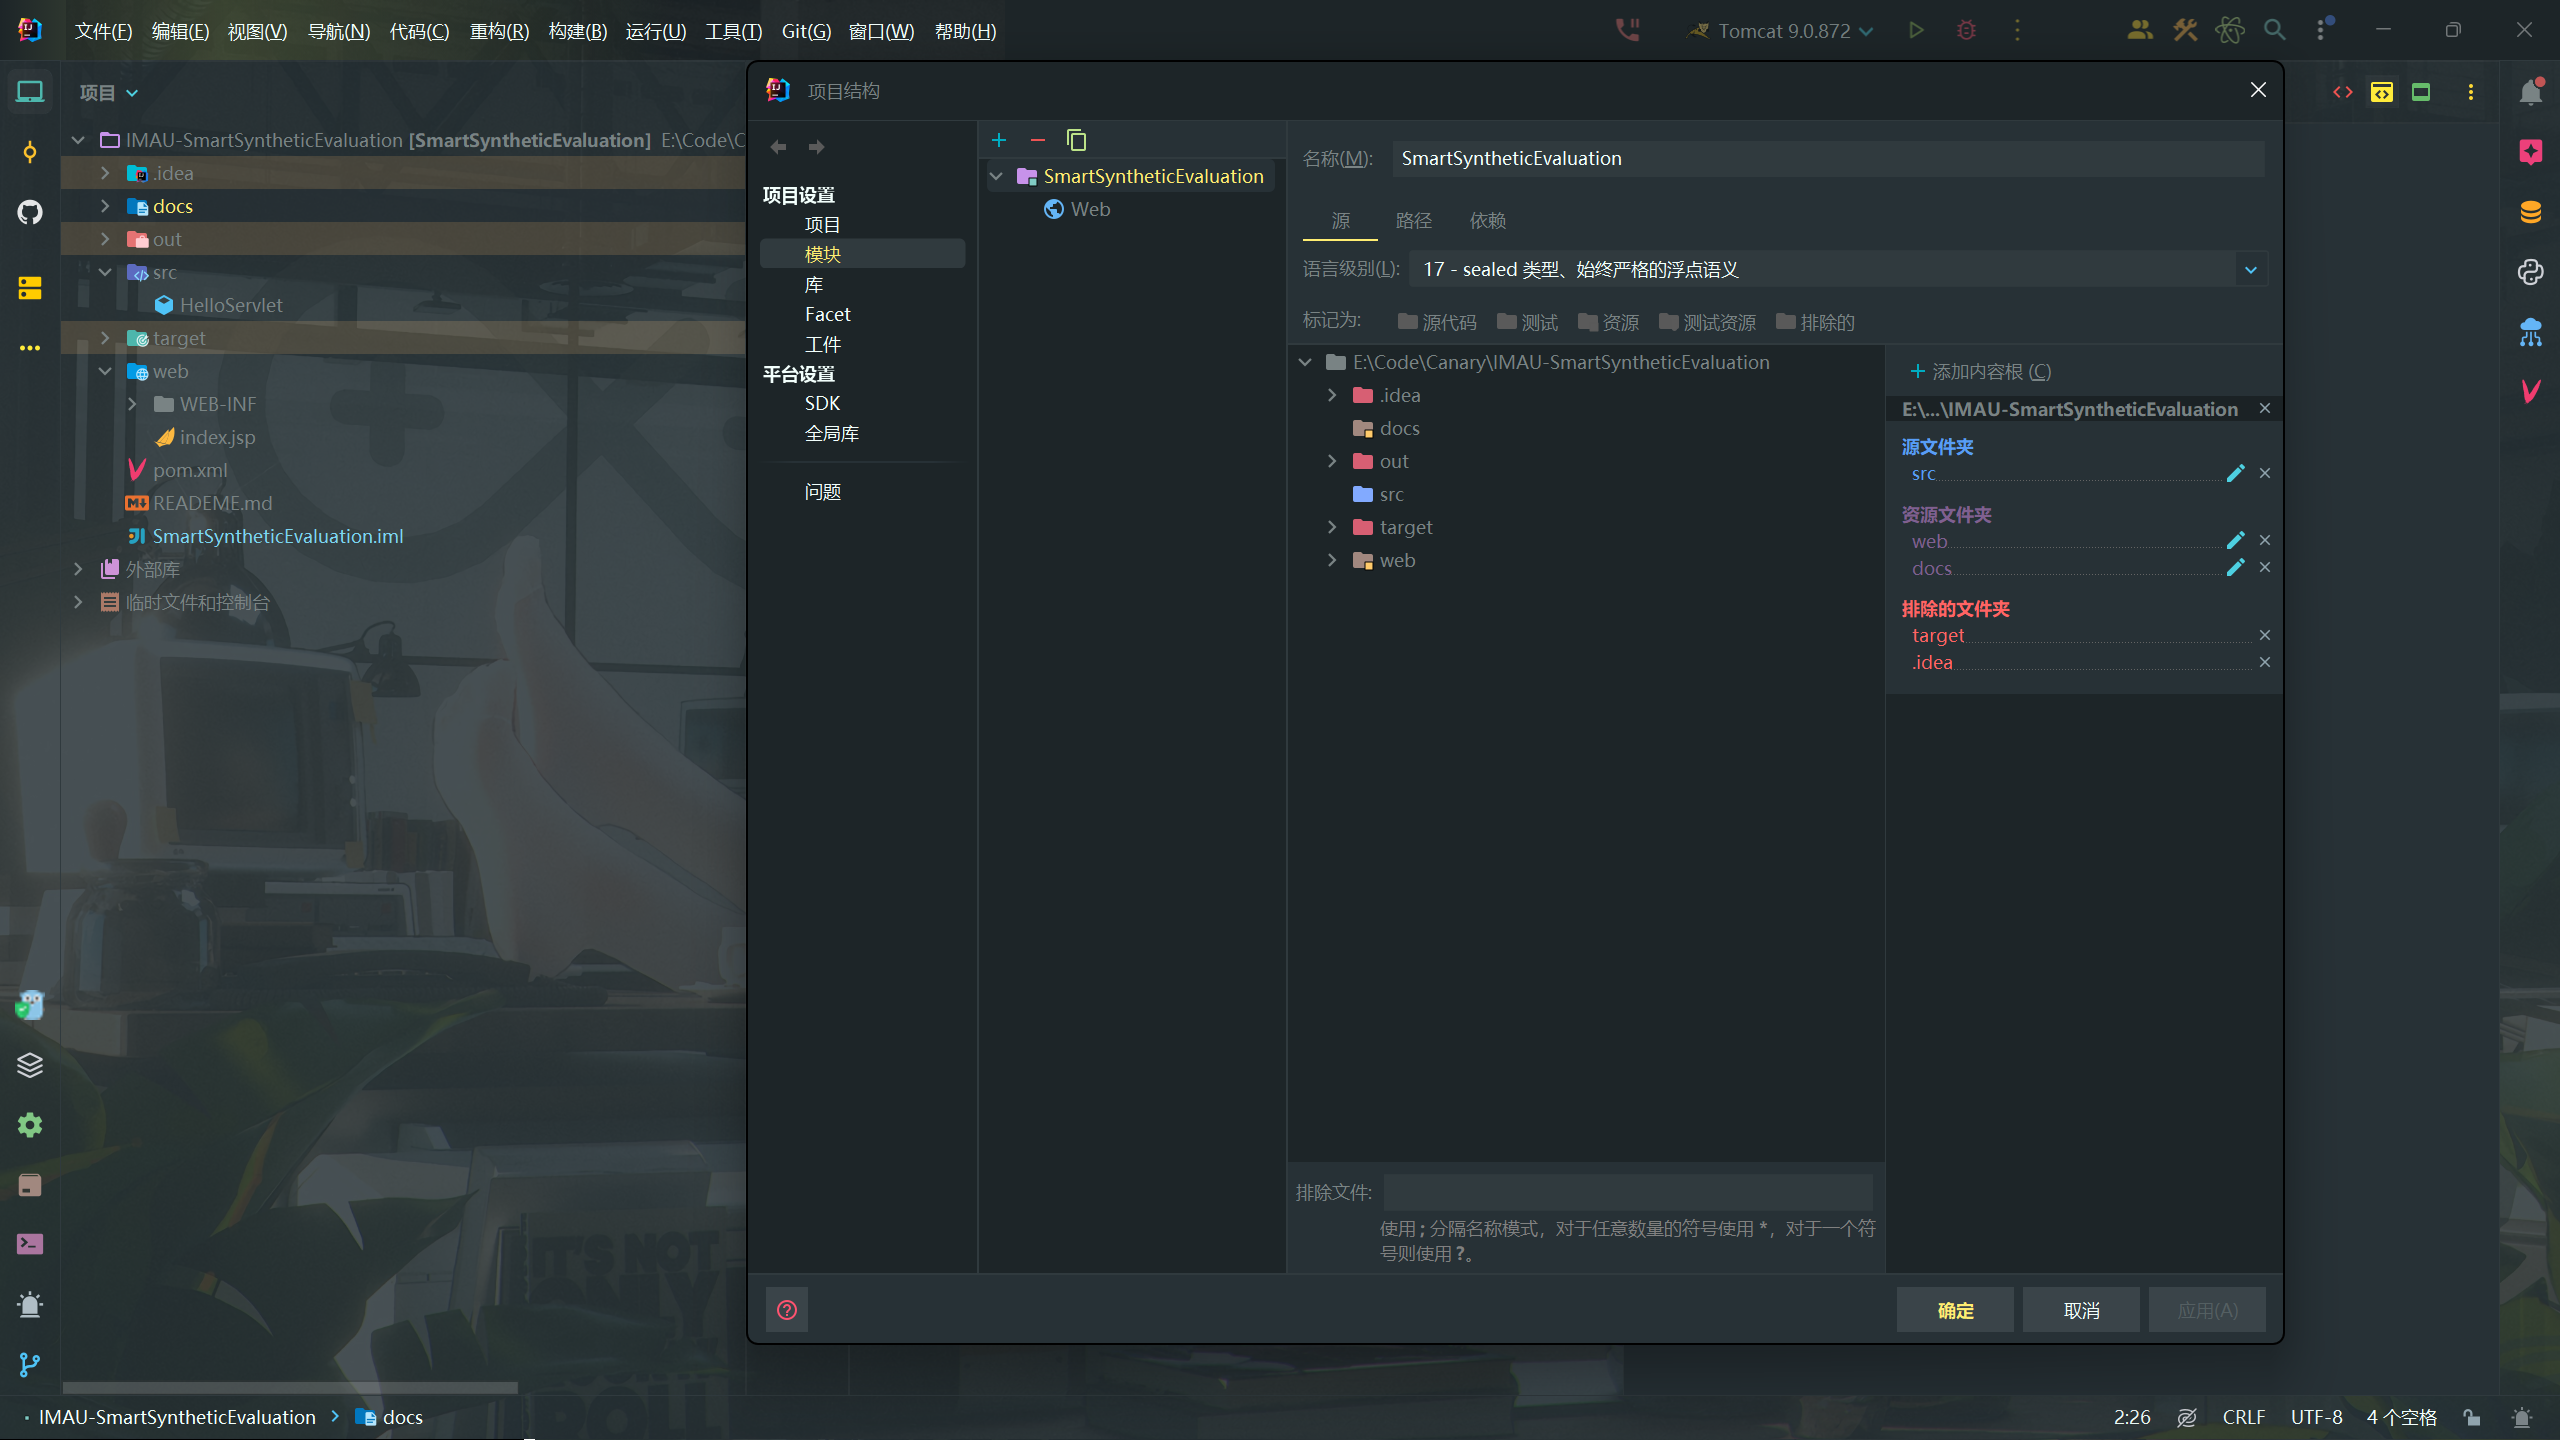 文件(F) 编辑(E) 视图(V) 导航(N) 代码(C) 重构(R) 构建(B) 运行(U) 工具(T) Git(G) 窗口(W) 帮助(H) Tomcat 9.0.872
项目
IMAU-SmartSyntheticEvaluation [SmartSyntheticEvaluation] E:\Code\C
.idea
docs
out
src
HelloServlet
target
web
WEB-INF
index.jsp
pom.xml
READEME.md
SmartSyntheticEvaluation.iml
外部库
临时文件和控制台
项目结构
项目设置
项目
模块
库
Facet
工件
平台设置
SDK
全局库
问题
SmartSyntheticEvaluation
Web
名称(M): SmartSyntheticEvaluation
源 路径 依赖
语言级别(L): 17 - sealed 类型、始终严格的浮点语义
标记为: 源代码 测试 资源 测试资源 排除的
E:\Code\Canary\IMAU-SmartSyntheticEvaluation
.idea
docs
out
src
target
web
添加内容根 (C)
E:\...\IMAU-SmartSyntheticEvaluation
源文件夹
src
资源文件夹
web
docs
排除的文件夹
target
.idea
排除文件:
使用 ; 分隔名称模式，对于任意数量的符号使用 *，对于一个符
号则使用 ?。
确定 取消 应用(A)
IT'S NOT
ONLY
ROLL
IMAU-SmartSyntheticEvaluation docs
2:26 CRLF UTF-8 4 个空格